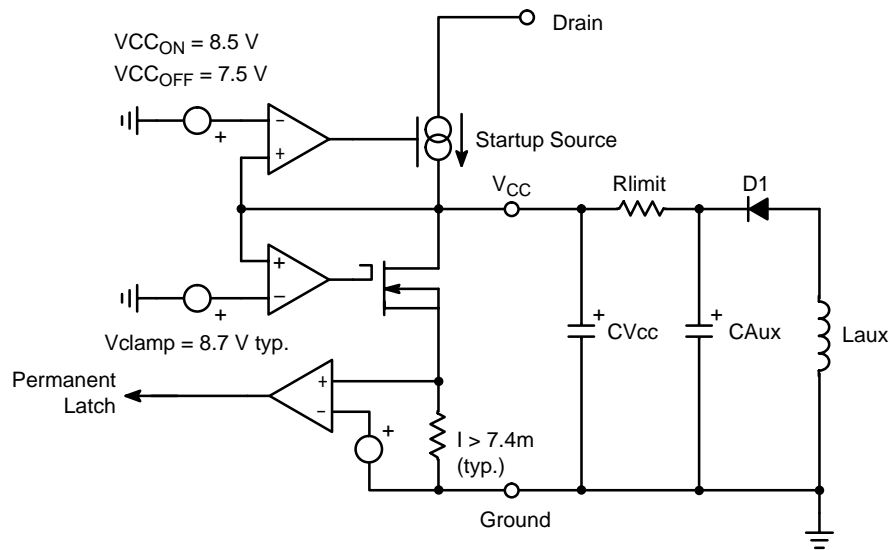 Drain
VCC_ON = 8.5 V
VCC_OFF = 7.5 V
−
+
+
Startup Source
V_CC
Rlimit
D1
+
−
+
+
CVcc
+
CAux
Laux
Vclamp = 8.7 V typ.
Permanent
Latch
+
−
+
I > 7.4m
(typ.)
Ground